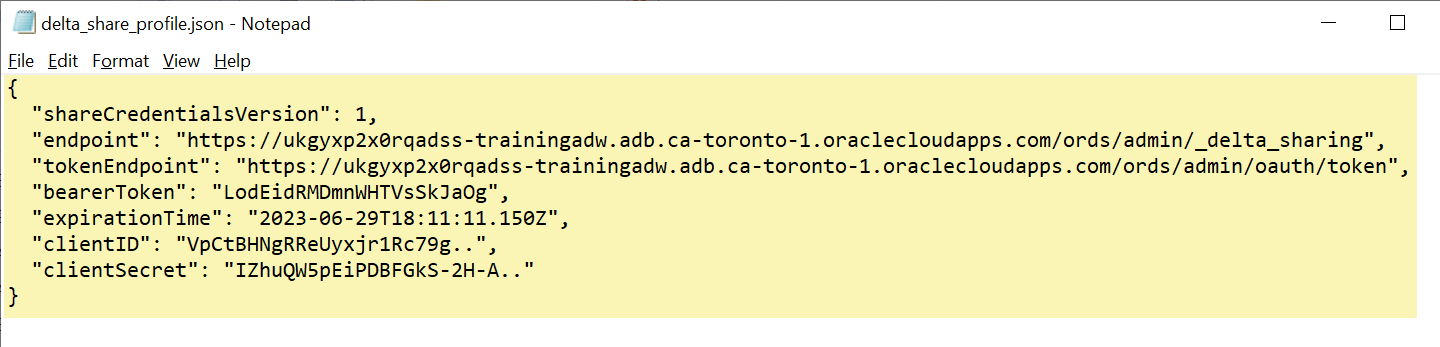 delta_share_profile.json - Notepad
File Edit Format View Help
{
"shareCredentialsVersion": 1,
"endpoint": "https://ukgyxp2x0rqadss-trainingadw.adb.ca-toronto-1.oraclecloudapps.com/ords/admin/_delta_sharing",
"tokenEndpoint": "https://ukgyxp2x0rqadss-trainingadw.adb.ca-toronto-1.oraclecloudapps.com/ords/admin/oauth/token",
"bearerToken": "LodEidRMDmnWHTVsSkJaOg",
"expirationTime": "2023-06-29T18:11:11.150Z",
"clientID": "VpCtBHNgRReUyxjr1Rc79g..",
"clientSecret": "IZhuQW5pEiPDBFGkS-2H-A.."
}